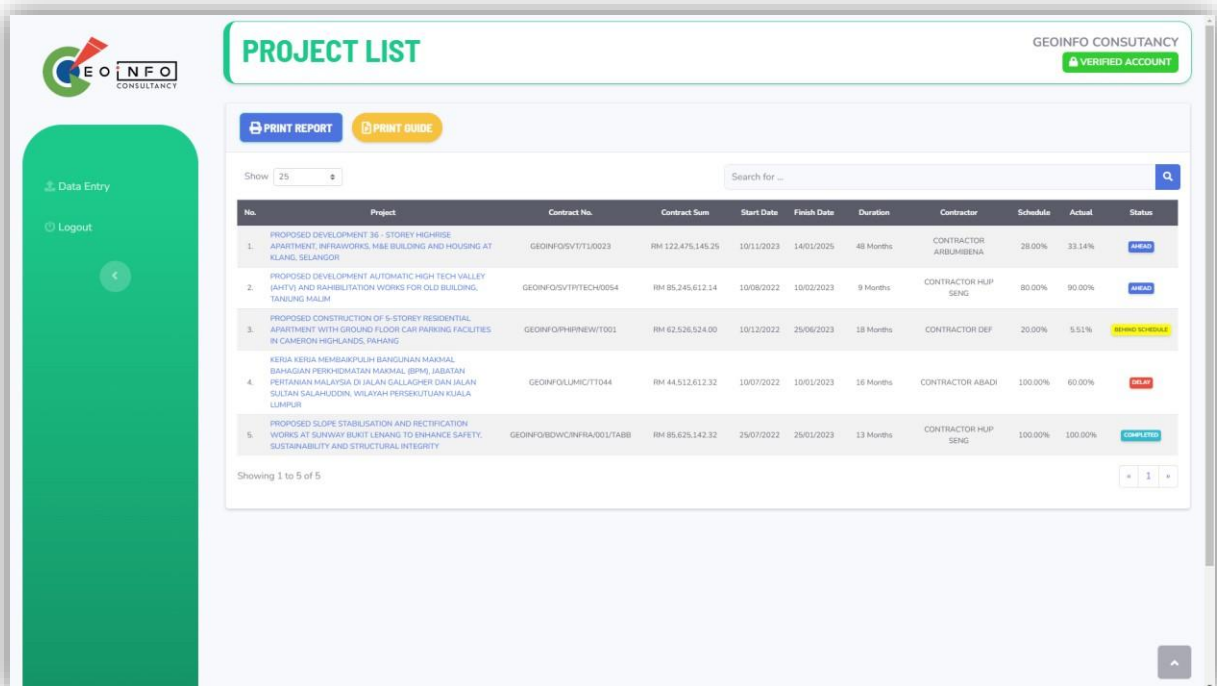 GEOINFO
CONSULTANCY
PROJECT LIST
GEOINFO CONSUTANCY
VERIFIED ACCOUNT
Data Entry
Logout
PRINT REPORT PRINT GUIDE
Show 25
Search for ...
No. Project Contract No. Contract Sum Start Date Finish Date Duration Contractor Schedule Actual Status
1. PROPOSED DEVELOPMENT 36 - STOREY HIGHRISE
APARTMENT, INFRAWORKS, M&E BUILDING AND HOUSING AT
KLANG, SELANGOR
GEOINFO/SVT/T1/0023 RM 122,475,145.25 10/11/2023 14/01/2025 48 Months
CONTRACTOR
ARBUMIBENA
28.00% 33.14% AHEAD
2. PROPOSED DEVELOPMENT AUTOMATIC HIGH TECH VALLEY
(AHTV) AND RAHIBILITATION WORKS FOR OLD BUILDING,
TANJUNG MALIM
GEOINFO/SVTP/TECH/0054 RM 85,245,612.14 10/08/2022 10/02/2023 9 Months
CONTRACTOR HUP
SENG
80.00% 90.00% AHEAD
3. PROPOSED CONSTRUCTION OF 5-STOREY RESIDENTIAL
APARTMENT WITH GROUND FLOOR CAR PARKING FACILITIES
IN CAMERON HIGHLANDS, PAHANG
GEOINFO/PHIP/NEW/T001 RM 62,526,524.00 10/12/2022 25/06/2023 18 Months CONTRACTOR DEF 20.00% 5.51% BEHIND SCHEDULE
4. KERJA KERJA MEMBAIKPULIH BANGUNAN MAKMAL
BAHAGIAN PERKHIDMATAN MAKMAL (BPM), JABATAN
PERTANIAN MALAYSIA DI JALAN GALLAGHER DAN JALAN
SULTAN SALAHUDDIN, WILAYAH PERSEKUTUAN KUALA
LUMPUR
GEOINFO/LUMIC/TT044 RM 44,512,612.32 10/07/2022 10/01/2023 16 Months CONTRACTOR ABADI 100.00% 60.00% DELAY
5. PROPOSED SLOPE STABILISATION AND RECTIFICATION
WORKS AT SUNWAY BUKIT LENANG TO ENHANCE SAFETY,
SUSTAINABILITY AND STRUCTURAL INTEGRITY
GEOINFO/BDWC/INFRA/001/TABB RM 85,625,142.32 25/07/2022 25/01/2023 13 Months
CONTRACTOR HUP
SENG
100.00% 100.00% COMPLETED
Showing 1 to 5 of 5
« 1 »